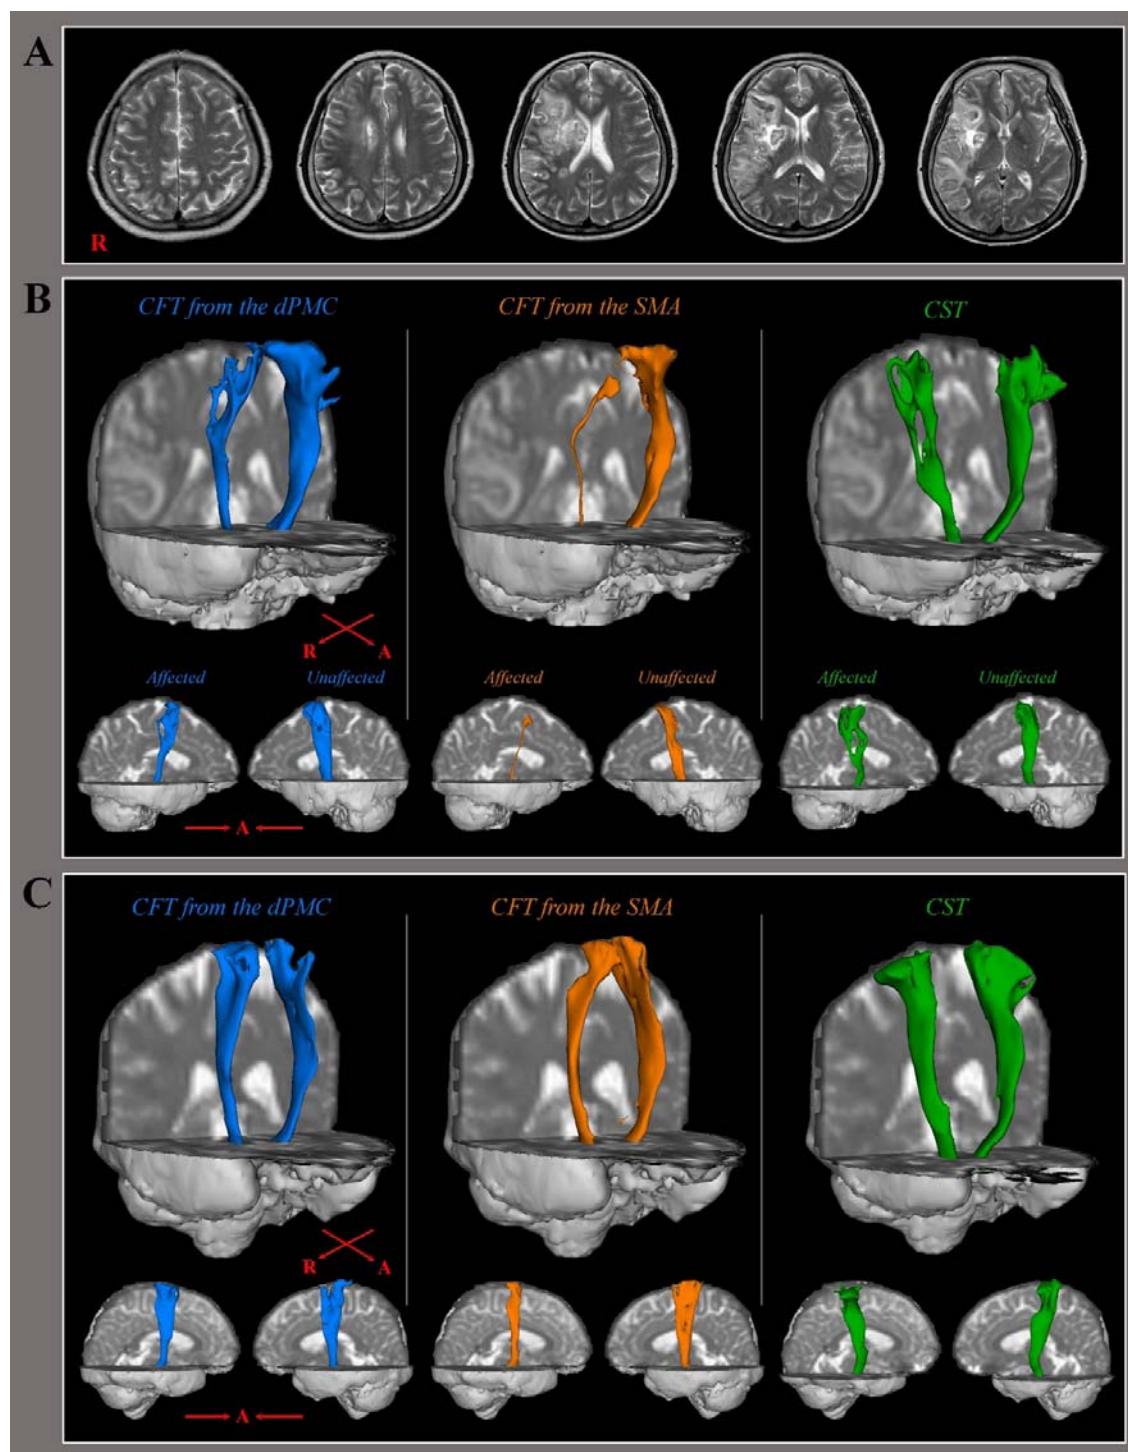 A
R
B
CFT from the dPMC
CFT from the SMA
CST
R
A
Affected
Unaffected
Affected
Unaffected
Affected
Unaffected
A
C
CFT from the dPMC
CFT from the SMA
CST
R
A
A